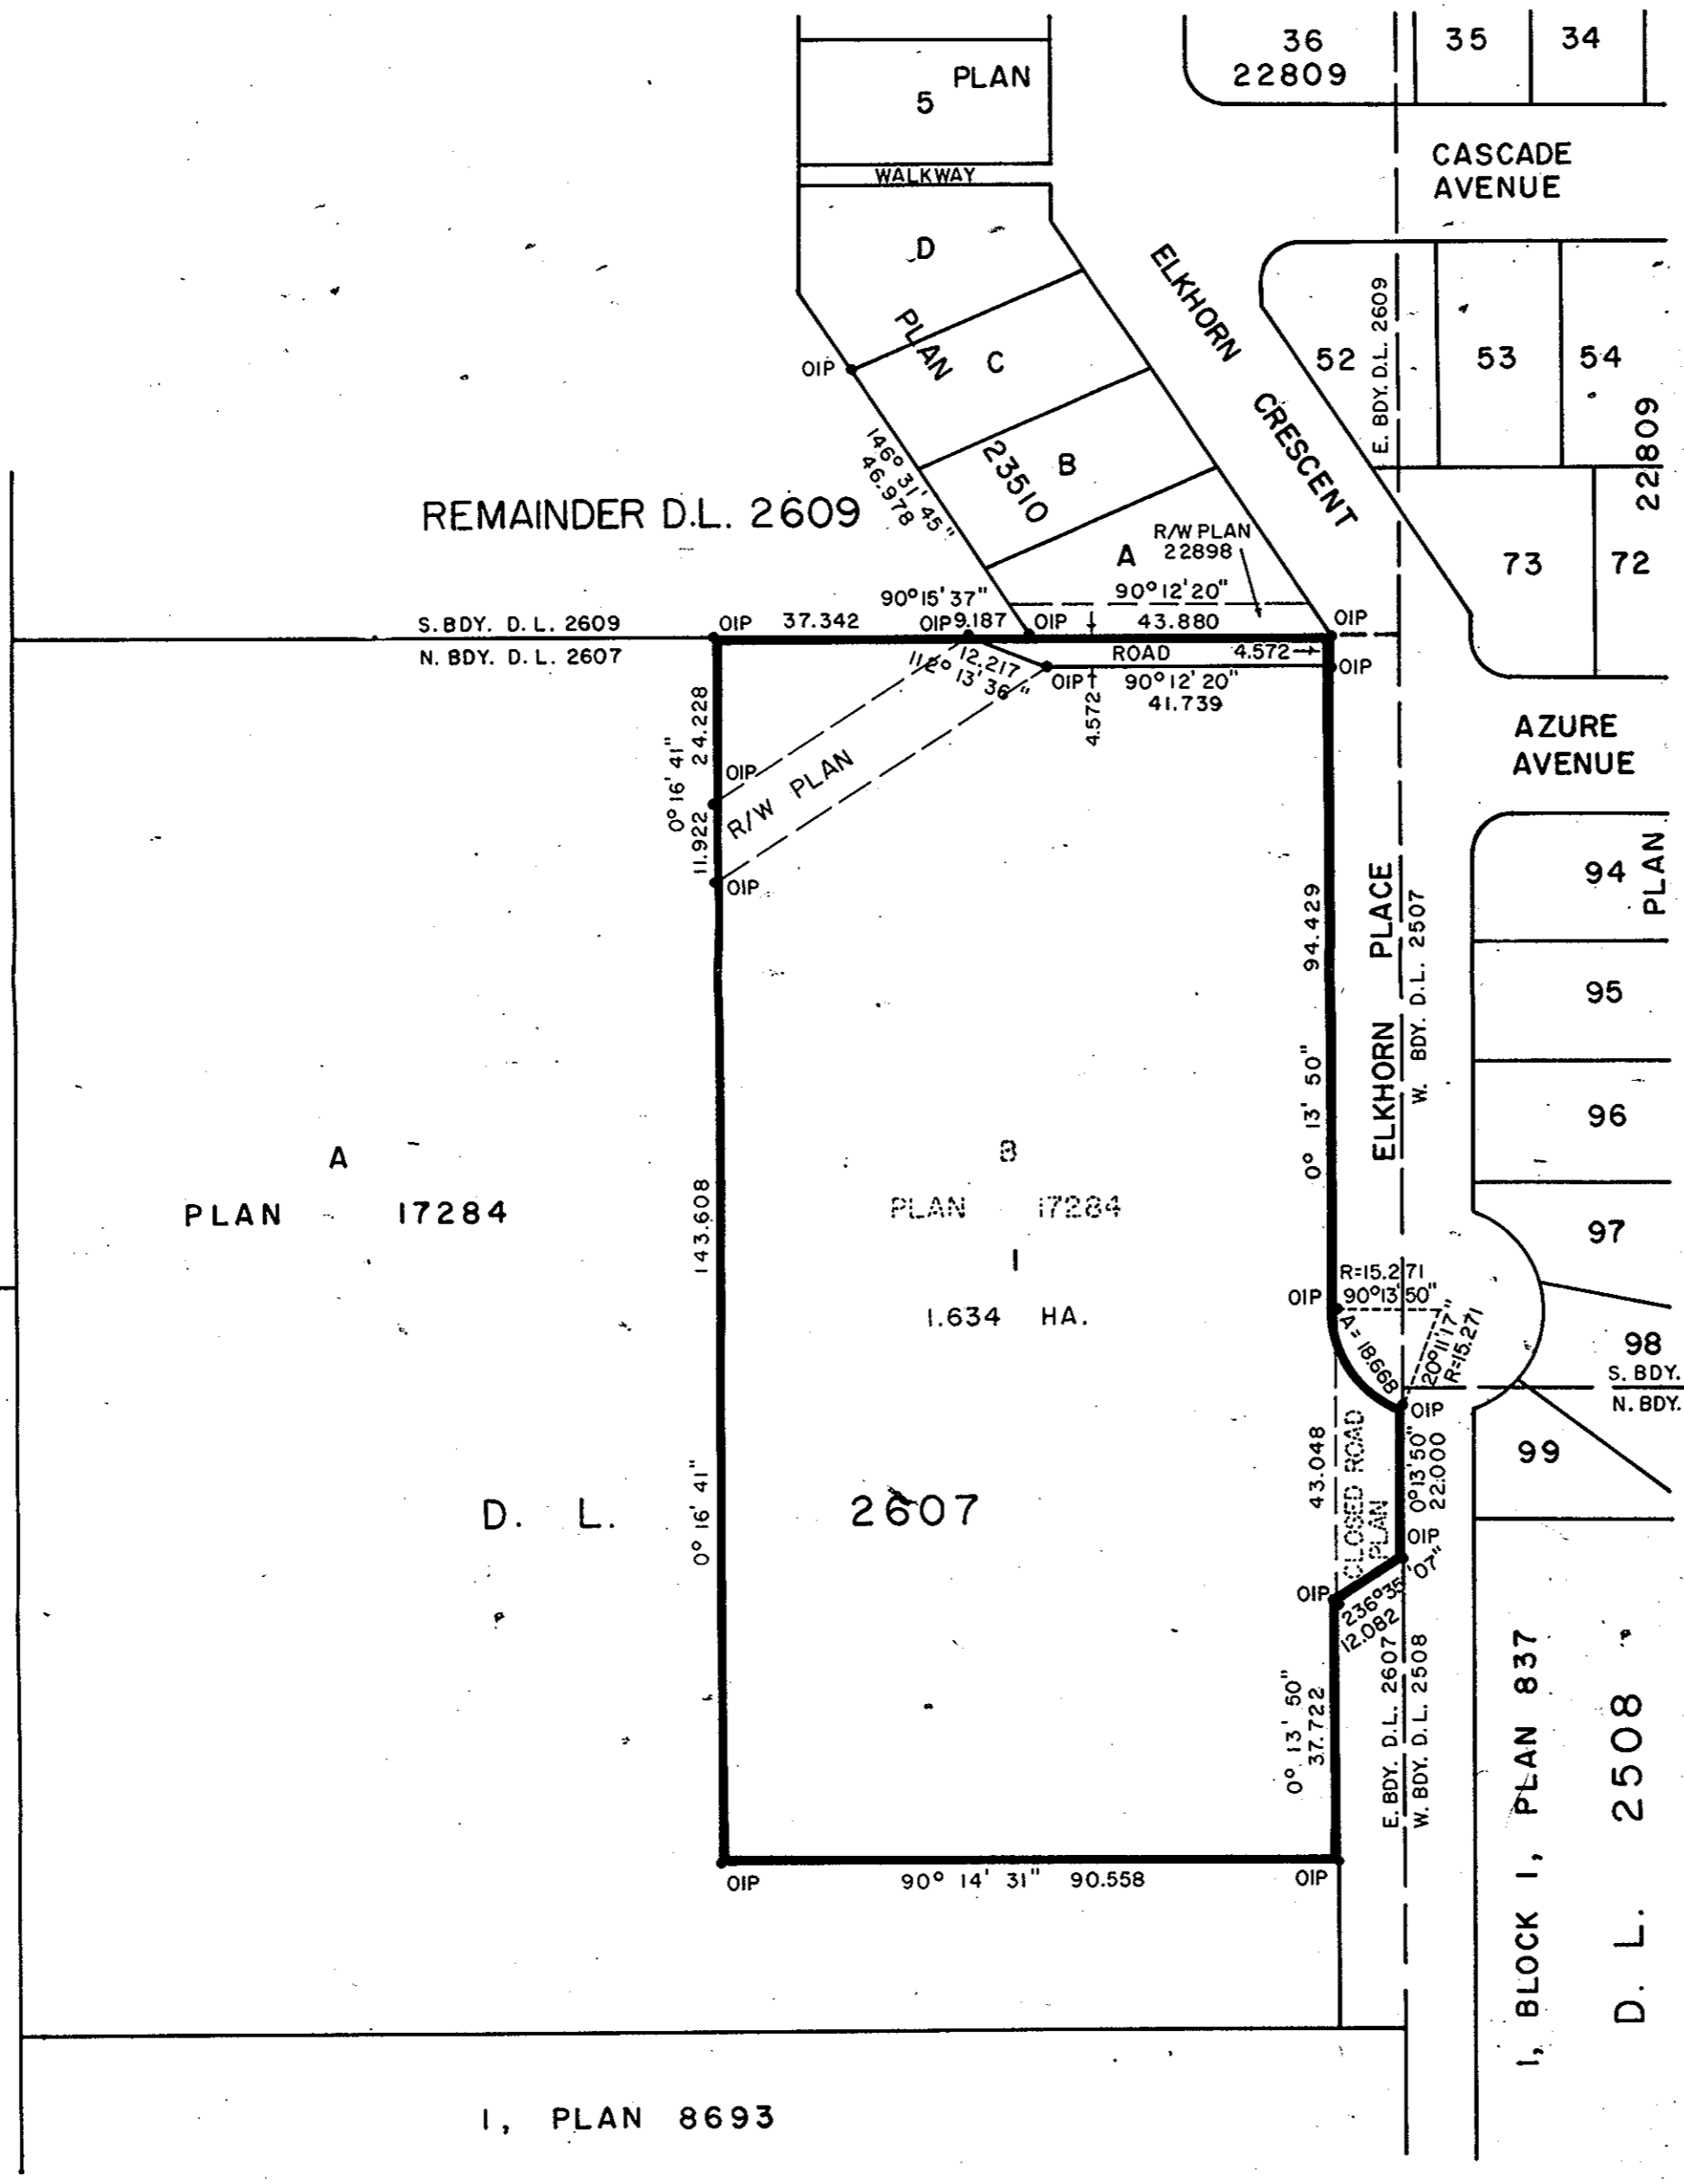 36
22809
35
34
PLAN
5
WALKWAY
CASCADE
AVENUE
D
PLAN
23510
C
B
A
OIP
146° 31' 45"
46.978
ELKHORN
CRESCENT
52
53
54
E. BDY. D.L. 2609
22809
73
72
R/W PLAN
22898
REMAINDER D.L. 2609
90° 15' 37"
90° 12' 20"
S. BDY. D. L. 2609
N. BDY. D. L. 2607
OIP
37.342
OIP
9.187
OIP
43.880
OIP
ROAD
4.572
OIP
12.217
112° 13' 36"
OIP
4.572
90° 12' 20"
41.739
AZURE
AVENUE
24.228
0° 16' 41"
11.922
OIP
OIP
R/W PLAN
94.429
0° 13' 50"
ELKHORN PLACE
W. BDY. D.L. 2507
94
PLAN
95
96
97
98
99
A
PLAN 17284
143.608
0° 16' 41"
B
PLAN 17284
1
1.634 HA.
R=15.271
90°13'50"
OIP
A = 18.668
20°11'17"
R=15.271
S. BDY.
N. BDY.
OIP
43.048
CLOSED ROAD
PLAN
0°13'50"
22.000
OIP
D. L. 2607
OIP
236°35'07"
12.082
0° 13' 50"
37.722
E. BDY. D.L. 2607
W. BDY. D.L. 2508
1, BLOCK 1, PLAN 837
D. L. 2508
OIP
90° 14' 31" 90.558
OIP
1, PLAN 8693